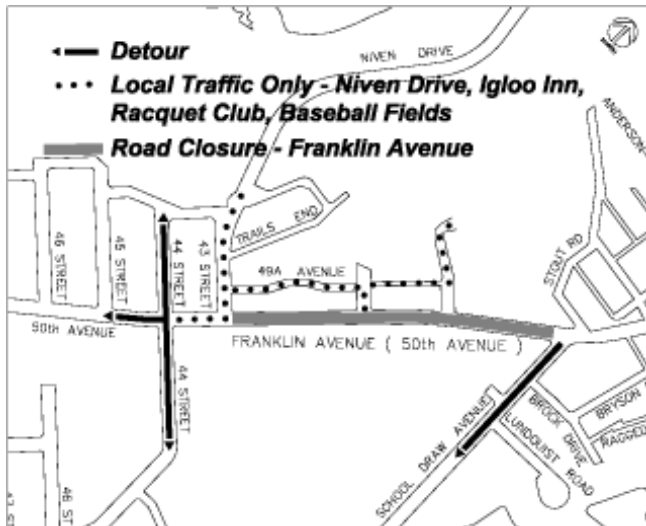 Detour
Local Traffic Only - Niven Drive, Igloo Inn,
Racquet Club, Baseball Fields
Road Closure - Franklin Avenue
NIVEN DRIVE
ANDERSON-
TRAILS END
STOUT RD
46 STREET
45 STREET
44 STREET
43 STREET
49A AVENUE
50th AVENUE
FRANKLIN AVENUE ( 50th AVENUE )
44 STREET
SCHOOL DRAW AVENUE
LUNDQUIST ROAD
BROCK DRIVE
BRYSON
RAGGED
46 STREET